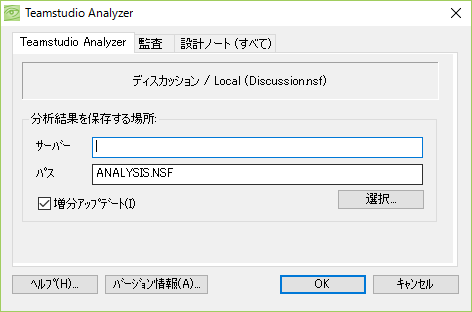 Teamstudio Analyzer
Teamstudio Analyzer 監査 設計ノート (すべて)
ディスカッション / Local (Discussion.nsf)
分析結果を保存する場所:
サーバー
パス ANALYSIS.NSF
増分アップデート(I) 選択...
ヘルプ(H)... バージョン情報(A)... OK キャンセル